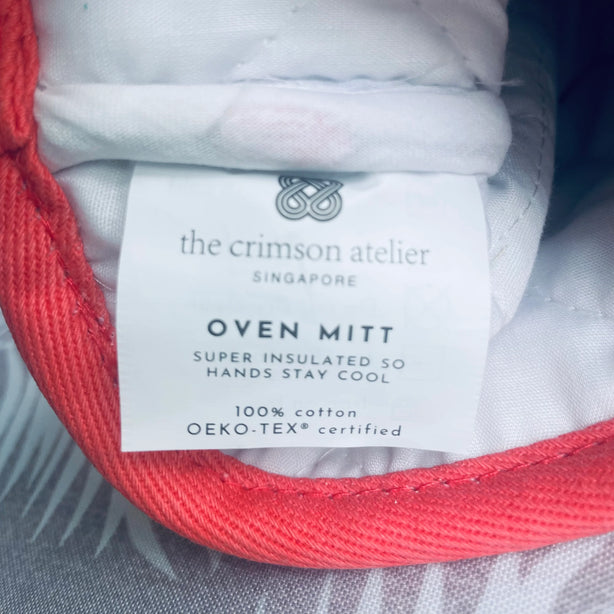 the crimson atelier
SINGAPORE
OVEN MITT
SUPER INSULATED SO
HANDS STAY COOL
100% cotton
OEKO-TEX® certified